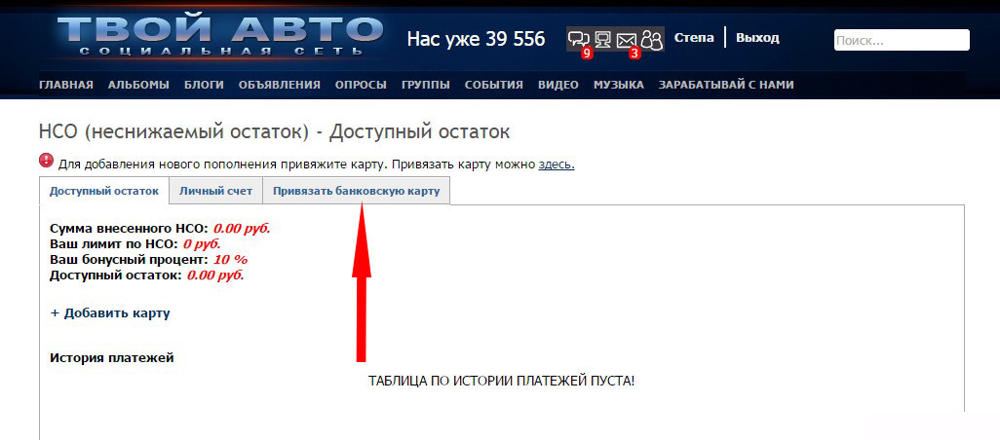 ТВОЙ АВТО
СОЦИАЛЬНАЯ СЕТЬ
Нас уже 39 556
9
3
Степа
Выход
Поиск...
ГЛАВНАЯ АЛЬБОМЫ БЛОГИ ОБЪЯВЛЕНИЯ ОПРОСЫ ГРУППЫ СОБЫТИЯ ВИДЕО МУЗЫКА ЗАРАБАТЫВАЙ С НАМИ
НСО (неснижаемый остаток) - Доступный остаток
Для добавления нового пополнения привяжите карту. Привязать карту можно здесь.
Доступный остаток Личный счет Привязать банковскую карту
Сумма внесенного НСО: 0.00 руб.
Ваш лимит по НСО: 0 руб.
Ваш бонусный процент: 10 %
Доступный остаток: 0.00 руб.
+ Добавить карту
История платежей
ТАБЛИЦА ПО ИСТОРИИ ПЛАТЕЖЕЙ ПУСТА!